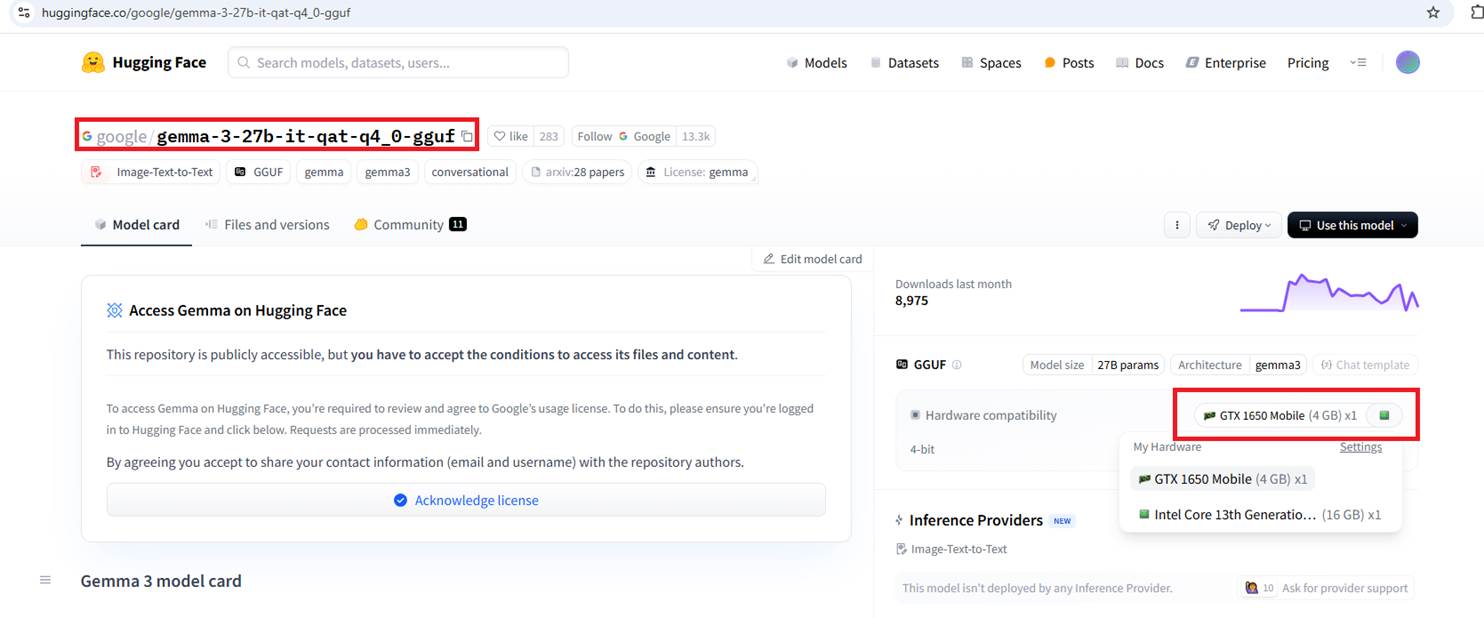 huggingface.co/google/gemma-3-27b-it-qat-q4_0-gguf
Hugging Face
Search models, datasets, users...
Models
Datasets
Spaces
Posts
Docs
Enterprise
Pricing
google/gemma-3-27b-it-qat-q4_0-gguf
like 283
Follow Google 13.3k
Image-Text-to-Text
GGUF
gemma
gemma3
conversational
arxiv:28 papers
License: gemma
Model card
Files and versions
Community 11
Deploy
Use this model
Edit model card
Access Gemma on Hugging Face
This repository is publicly accessible, but you have to accept the conditions to access its files and content.
To access Gemma on Hugging Face, you're required to review and agree to Google's usage license. To do this, please ensure you're logged
in to Hugging Face and click below. Requests are processed immediately.
By agreeing you accept to share your contact information (email and username) with the repository authors.
Acknowledge license
Gemma 3 model card
Downloads last month
8,975
GGUF
Model size 27B params
Architecture gemma3
Chat template
Hardware compatibility
GTX 1650 Mobile (4 GB) x1
4-bit
My Hardware
Settings
GTX 1650 Mobile (4 GB) x1
Intel Core 13th Generatio... (16 GB) x1
Inference Providers NEW
Image-Text-to-Text
This model isn't deployed by any Inference Provider.
10 Ask for provider support